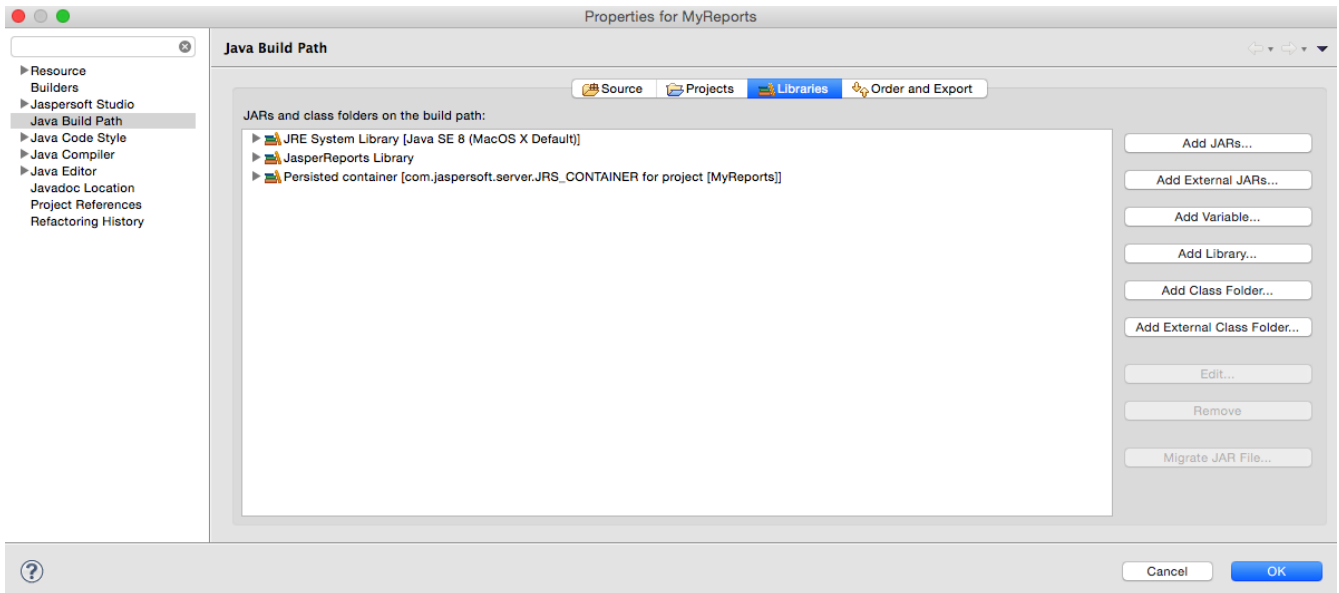 Properties for MyReports
Java Build Path
Resource
Builders
Jaspersoft Studio
Java Build Path
Java Code Style
Java Compiler
Java Editor
Javadoc Location
Project References
Refactoring History
Source Projects Libraries Order and Export
JARs and class folders on the build path:
JRE System Library [Java SE 8 (MacOS X Default)]
JasperReports Library
Persisted container [com.jaspersoft.server.JRS_CONTAINER for project [MyReports]]
Add JARs...
Add External JARs...
Add Variable...
Add Library...
Add Class Folder...
Add External Class Folder...
Edit...
Remove
Migrate JAR File...
?
Cancel OK